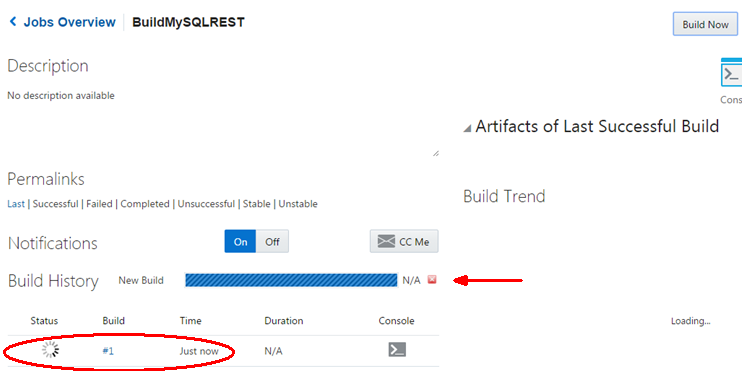 Jobs Overview | BuildMySQLREST
Build Now
Description
No description available
Cons
Artifacts of Last Successful Build
Permalinks
Last | Successful | Failed | Completed | Unsuccessful | Stable | Unstable
Build Trend
Notifications On Off CC Me
Build History New Build N/A
Status Build Time Duration Console
Loading...
#1 Just now N/A